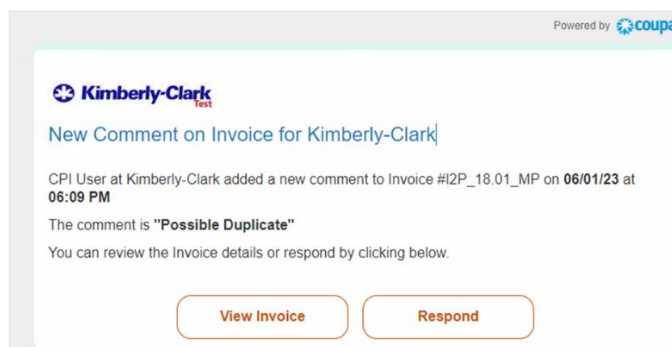 Powered by coupa
Kimberly-Clark
Test
New Comment on Invoice for Kimberly-Clark
CPI User at Kimberly-Clark added a new comment to Invoice #I2P_18.01_MP on 06/01/23 at
06:09 PM
The comment is "Possible Duplicate"
You can review the Invoice details or respond by clicking below.
View Invoice Respond